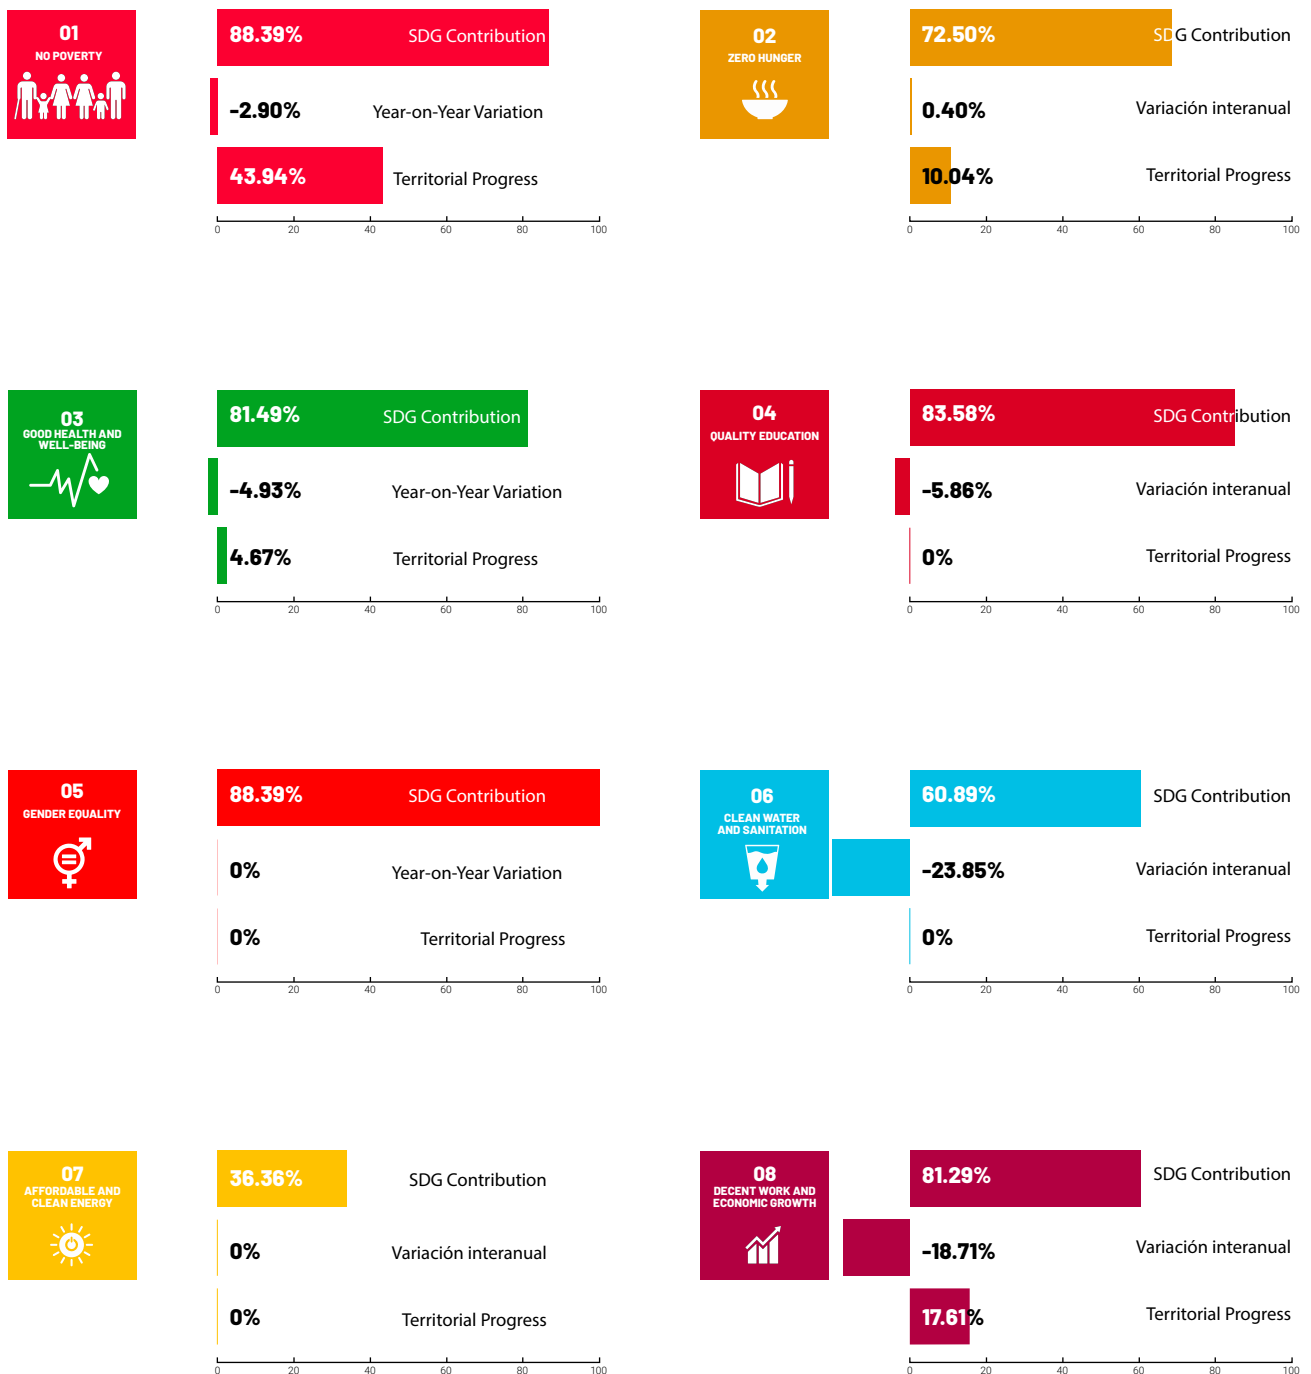 01
NO POVERTY
88.39% SDG Contribution
-2.90% Year-on-Year Variation
43.94% Territorial Progress
0 20 40 60 80 100
02
ZERO HUNGER
72.50% SDG Contribution
0.40% Variación interanual
10.04% Territorial Progress
0 20 40 60 80 100
03
GOOD HEALTH AND
WELL-BEING
81.49% SDG Contribution
-4.93% Year-on-Year Variation
4.67% Territorial Progress
0 20 40 60 80 100
04
QUALITY EDUCATION
83.58% SDG Contribution
-5.86% Variación interanual
0% Territorial Progress
0 20 40 60 80 100
05
GENDER EQUALITY
88.39% SDG Contribution
0% Year-on-Year Variation
0% Territorial Progress
0 20 40 60 80 100
06
CLEAN WATER
AND SANITATION
60.89% SDG Contribution
-23.85% Variación interanual
0% Territorial Progress
0 20 40 60 80 100
07
AFFORDABLE AND
CLEAN ENERGY
36.36% SDG Contribution
0% Variación interanual
0% Territorial Progress
0 20 40 60 80 100
08
DECENT WORK AND
ECONOMIC GROWTH
81.29% SDG Contribution
-18.71% Variación interanual
17.61% Territorial Progress
0 20 40 60 80 100